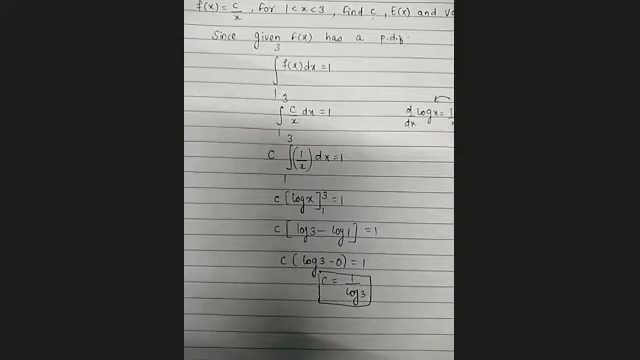 f(x) = c/x, for 1 < x < 3, find c, E(x) and
Since given f(x) has a p.d.f.
∫₁³ f(x) dx = 1
∫₁³ c/x dx = 1
d/dx log x =
c ∫₁³ (1/x) dx = 1
c [log x]₁³ = 1
c [log 3 − log 1] = 1
c (log 3 − 0) = 1
c = 1/log 3